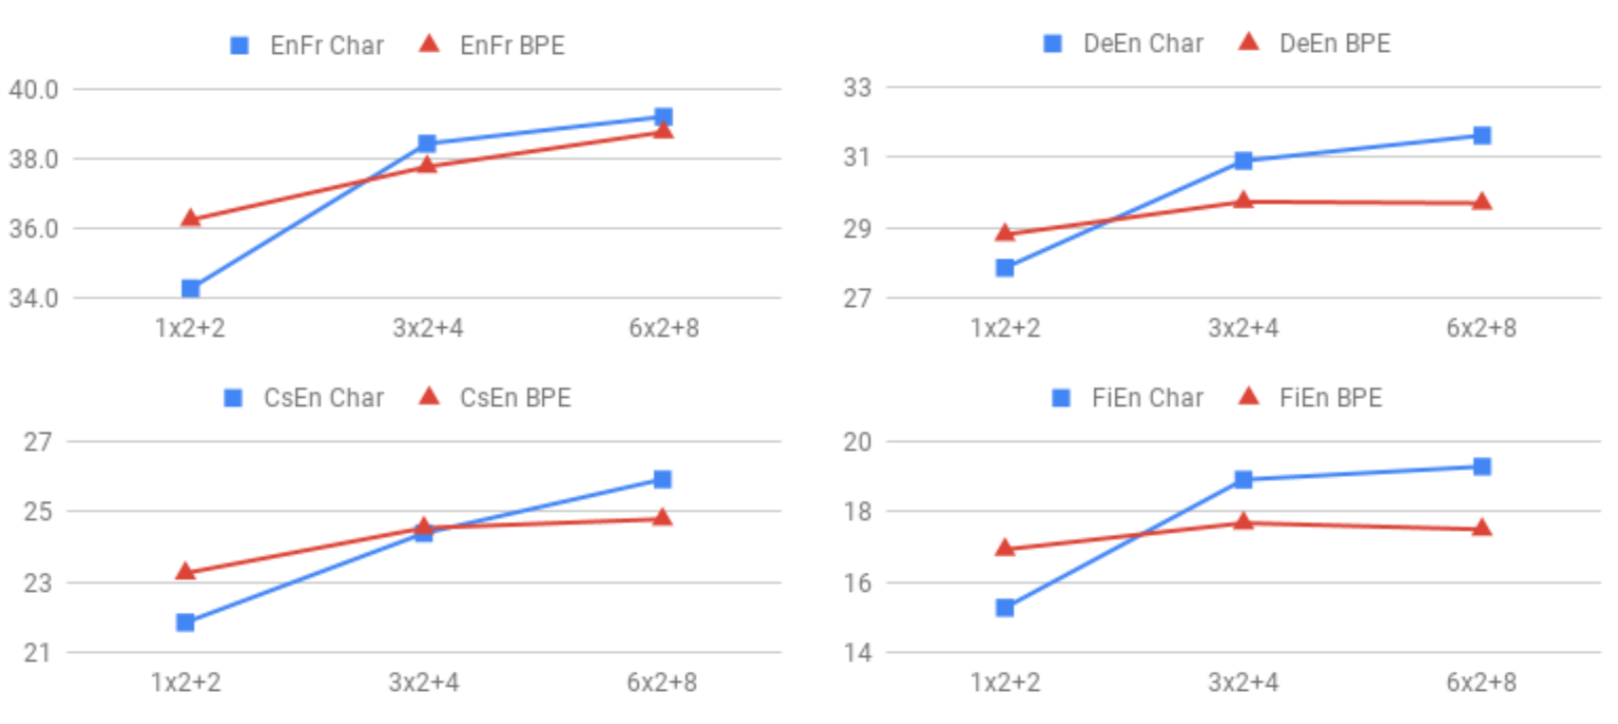 EnFr Char EnFr BPE
40.0
38.0
36.0
34.0
1x2+2 3x2+4 6x2+8
DeEn Char DeEn BPE
33
31
29
27
1x2+2 3x2+4 6x2+8
CsEn Char CsEn BPE
27
25
23
21
1x2+2 3x2+4 6x2+8
FiEn Char FiEn BPE
20
18
16
14
1x2+2 3x2+4 6x2+8